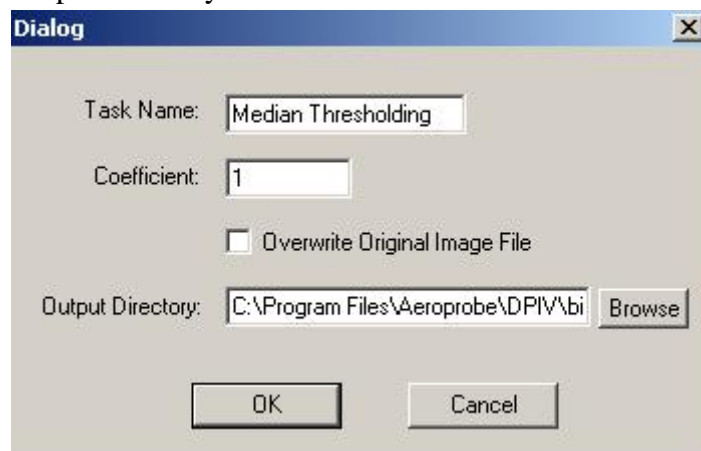 Dialog
Task Name: Median Thresholding
Coefficient: 1
Overwrite Original Image File
Output Directory: C:\Program Files\Aeroprobe\DPIV\bi Browse
OK Cancel